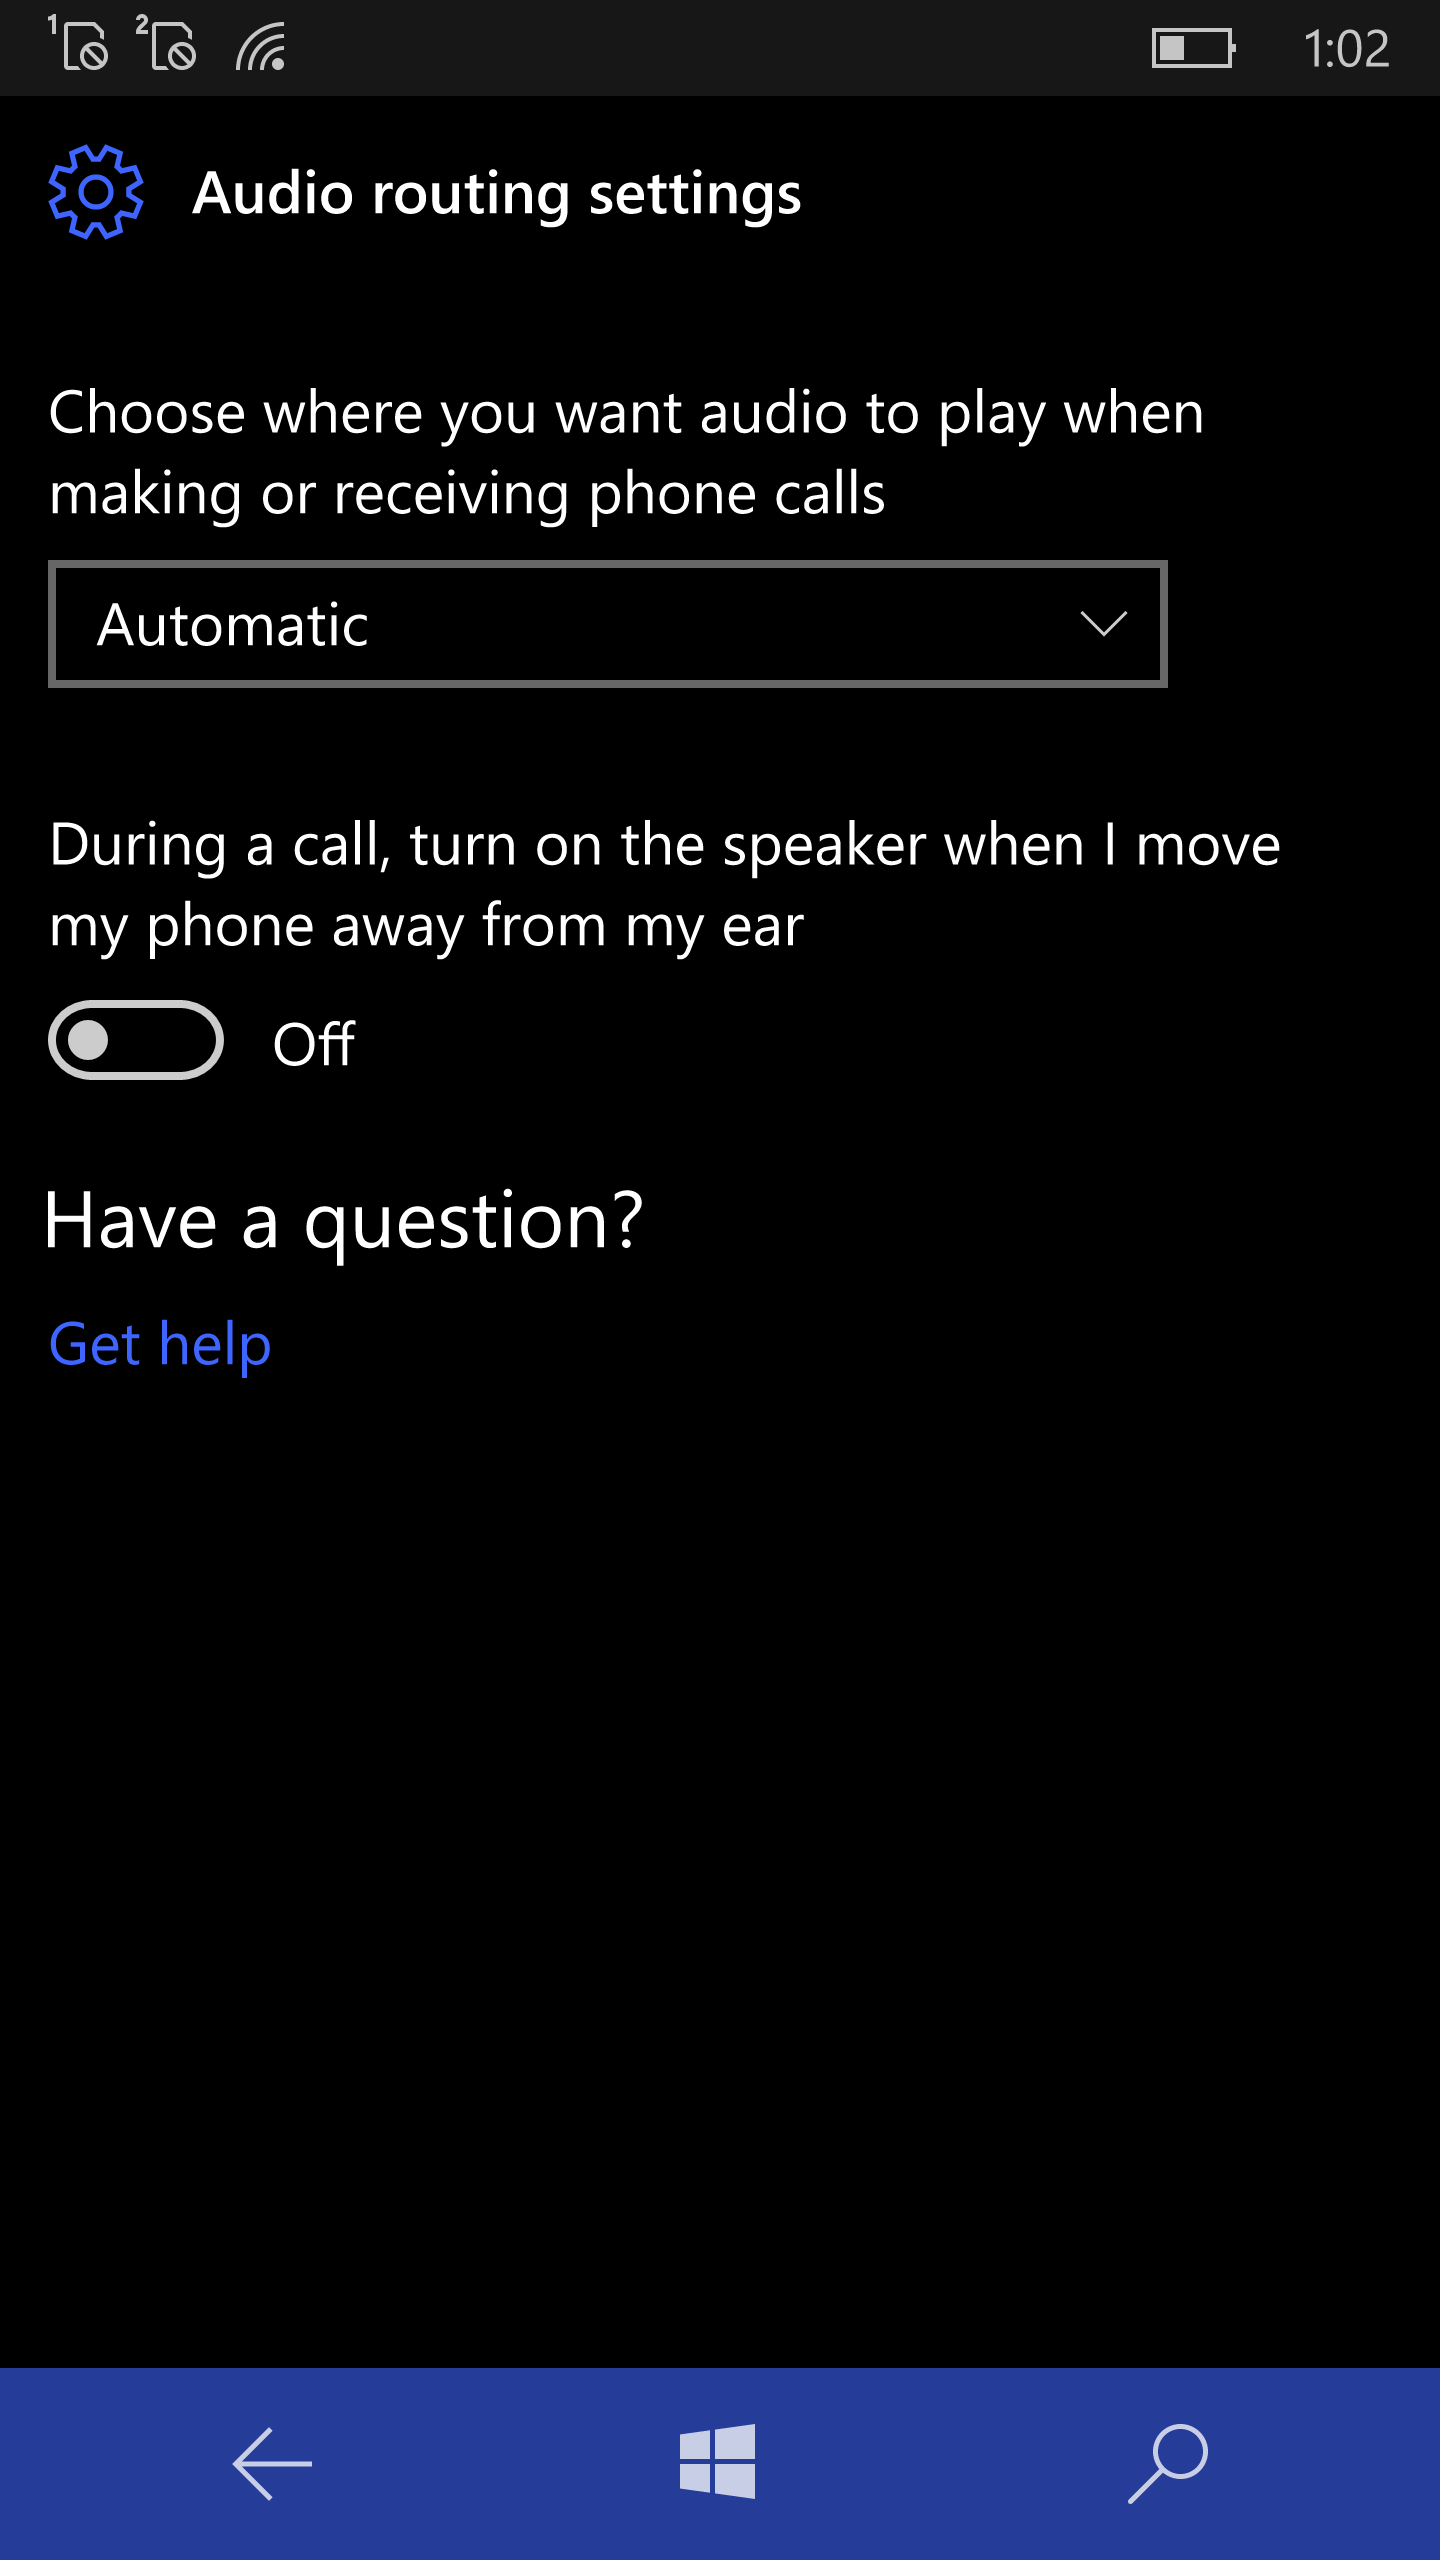 1 2 1:02
Audio routing settings
Choose where you want audio to play when
making or receiving phone calls
Automatic
During a call, turn on the speaker when I move
my phone away from my ear
Off
Have a question?
Get help